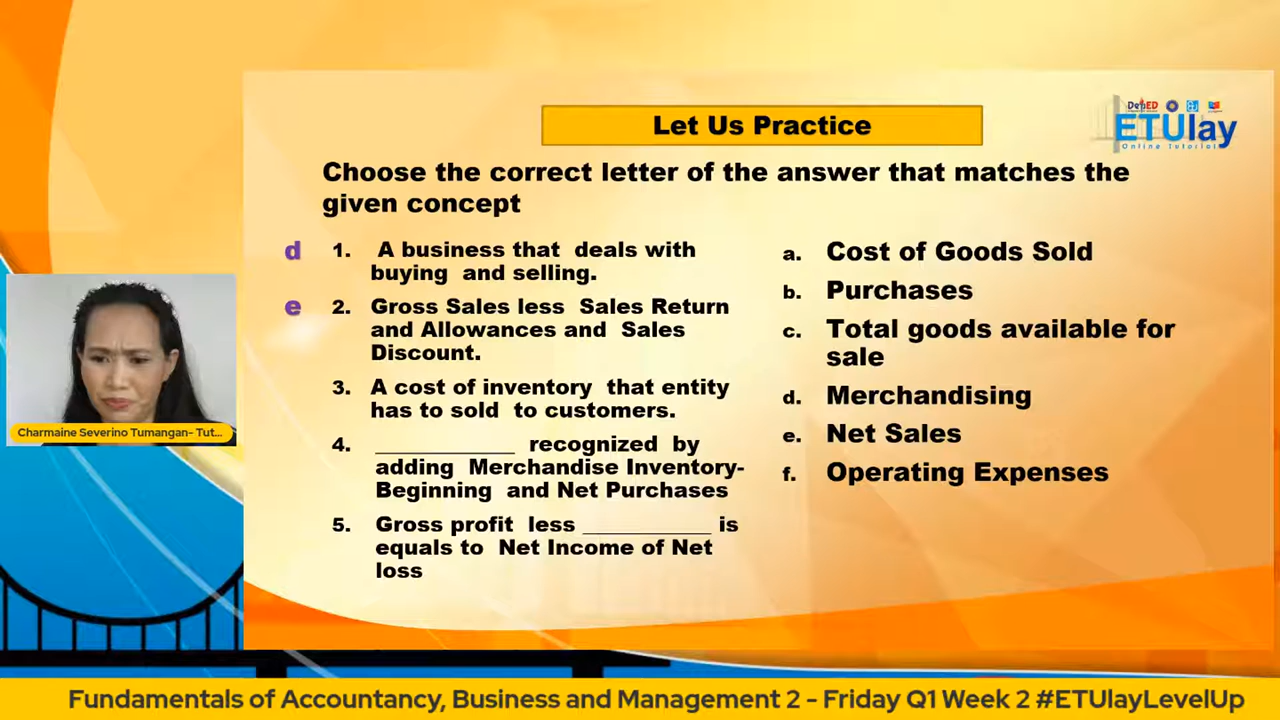 Let Us Practice
DepED
ETUlay
Online Tutorial
Choose the correct letter of the answer that matches the
given concept
d 1. A business that deals with
buying and selling.
e 2. Gross Sales less Sales Return
and Allowances and Sales
Discount.
3. A cost of inventory that entity
has to sold to customers.
4. ____________ recognized by
adding Merchandise Inventory-
Beginning and Net Purchases
5. Gross profit less ___________ is
equals to Net Income of Net
loss
a. Cost of Goods Sold
b. Purchases
c. Total goods available for
sale
d. Merchandising
e. Net Sales
f. Operating Expenses
Charmaine Severino Tumangan- Tut...
Fundamentals of Accountancy, Business and Management 2 - Friday Q1 Week 2 #ETUlayLevelUp